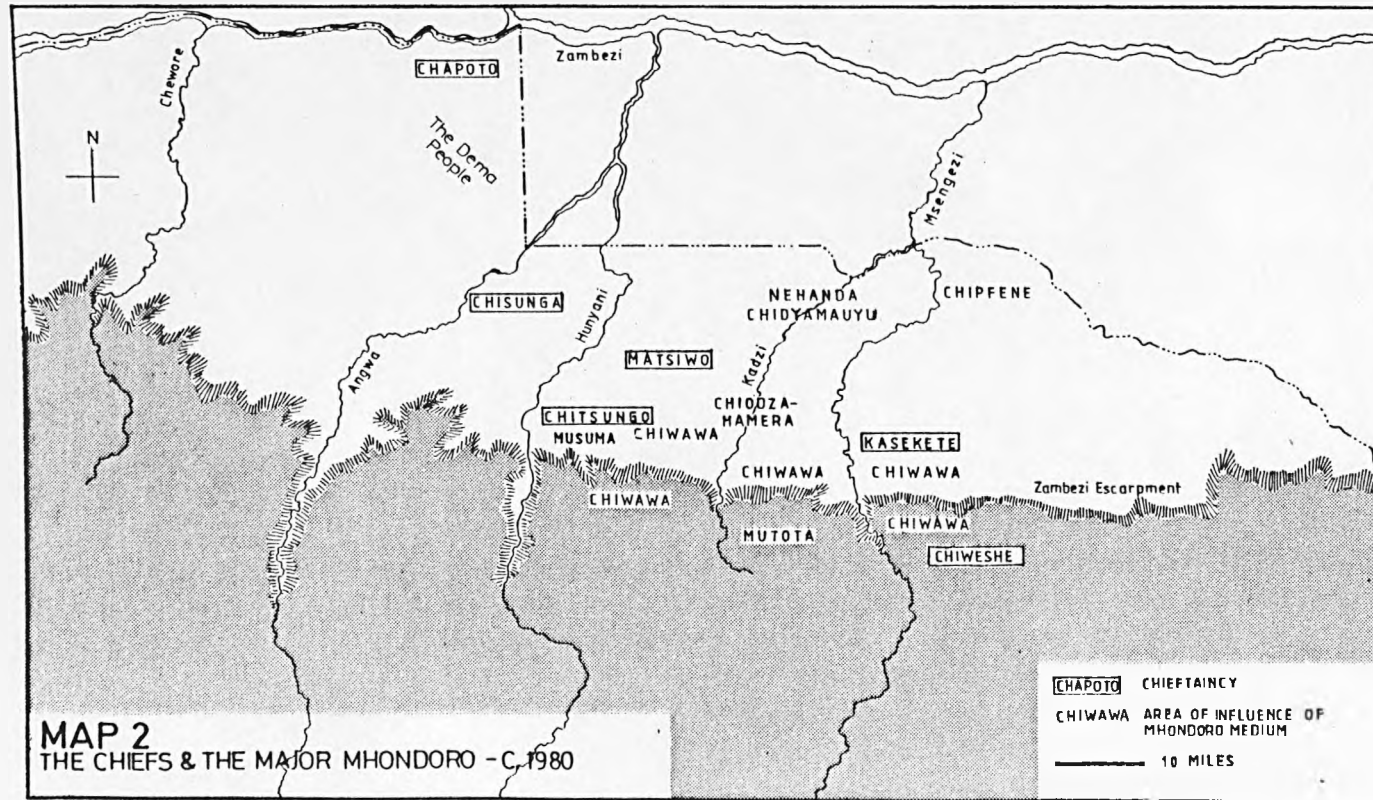 Zambezi
CHAPOTO
Cheware
The Dema
People
N
Msengezi
CHISUNGA
Hunyani
NEHANDA
CHIDYAMAUYU
CHIPFENE
MATSIWO
Kadzi
Angwa
CHIODZA-
MAMERA
CHITSUNGO
MUSUMA
CHIWAWA
KASEKETE
CHIWAWA
CHIWAWA
CHIWAWA
Zambezi Escarpment
CHIWAWA
MUTOTA
CHIWESHE
CHAPOTO CHIEFTAINCY
CHIWAWA AREA OF INFLUENCE OF
MHONDORO MEDIUM
10 MILES
MAP 2
THE CHIEFS & THE MAJOR MHONDORO - C. 1980